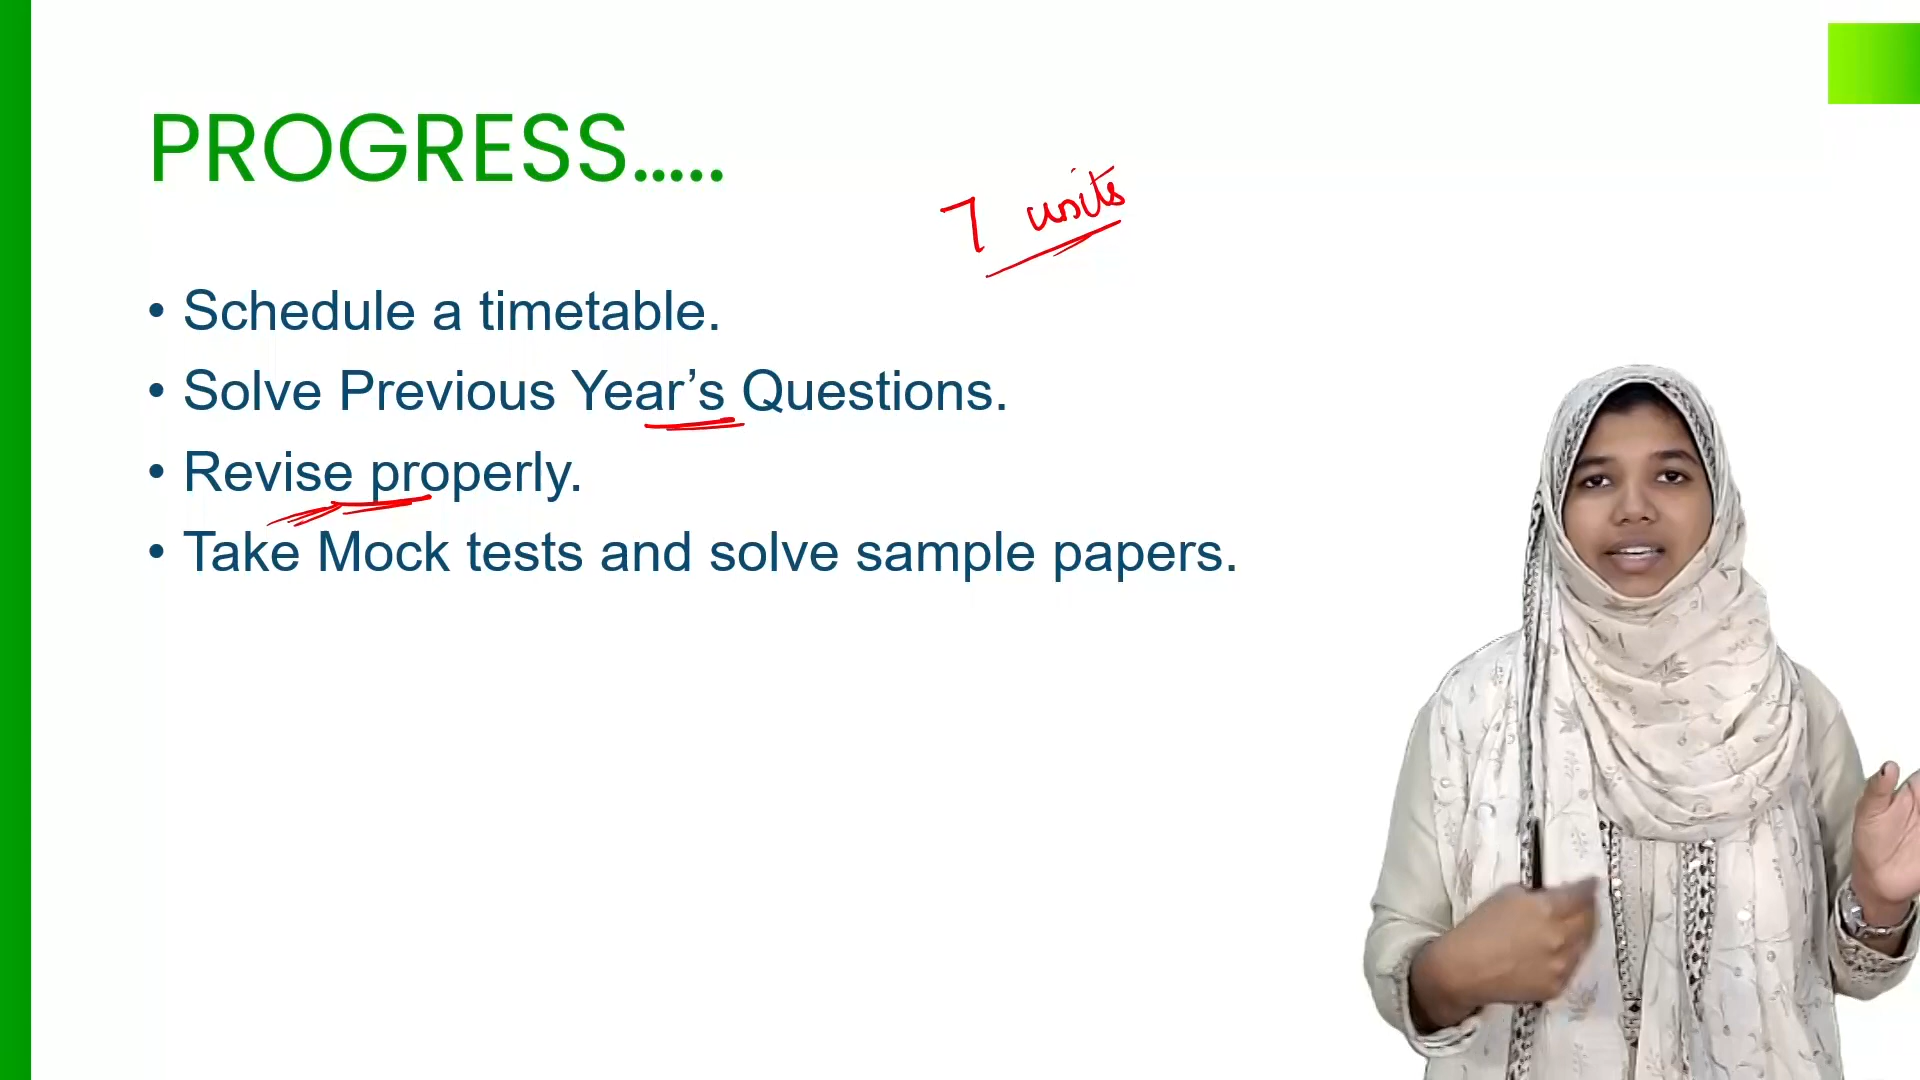 PROGRESS.....
7 units
• Schedule a timetable.
• Solve Previous Year’s Questions.
• Revise properly.
• Take Mock tests and solve sample papers.